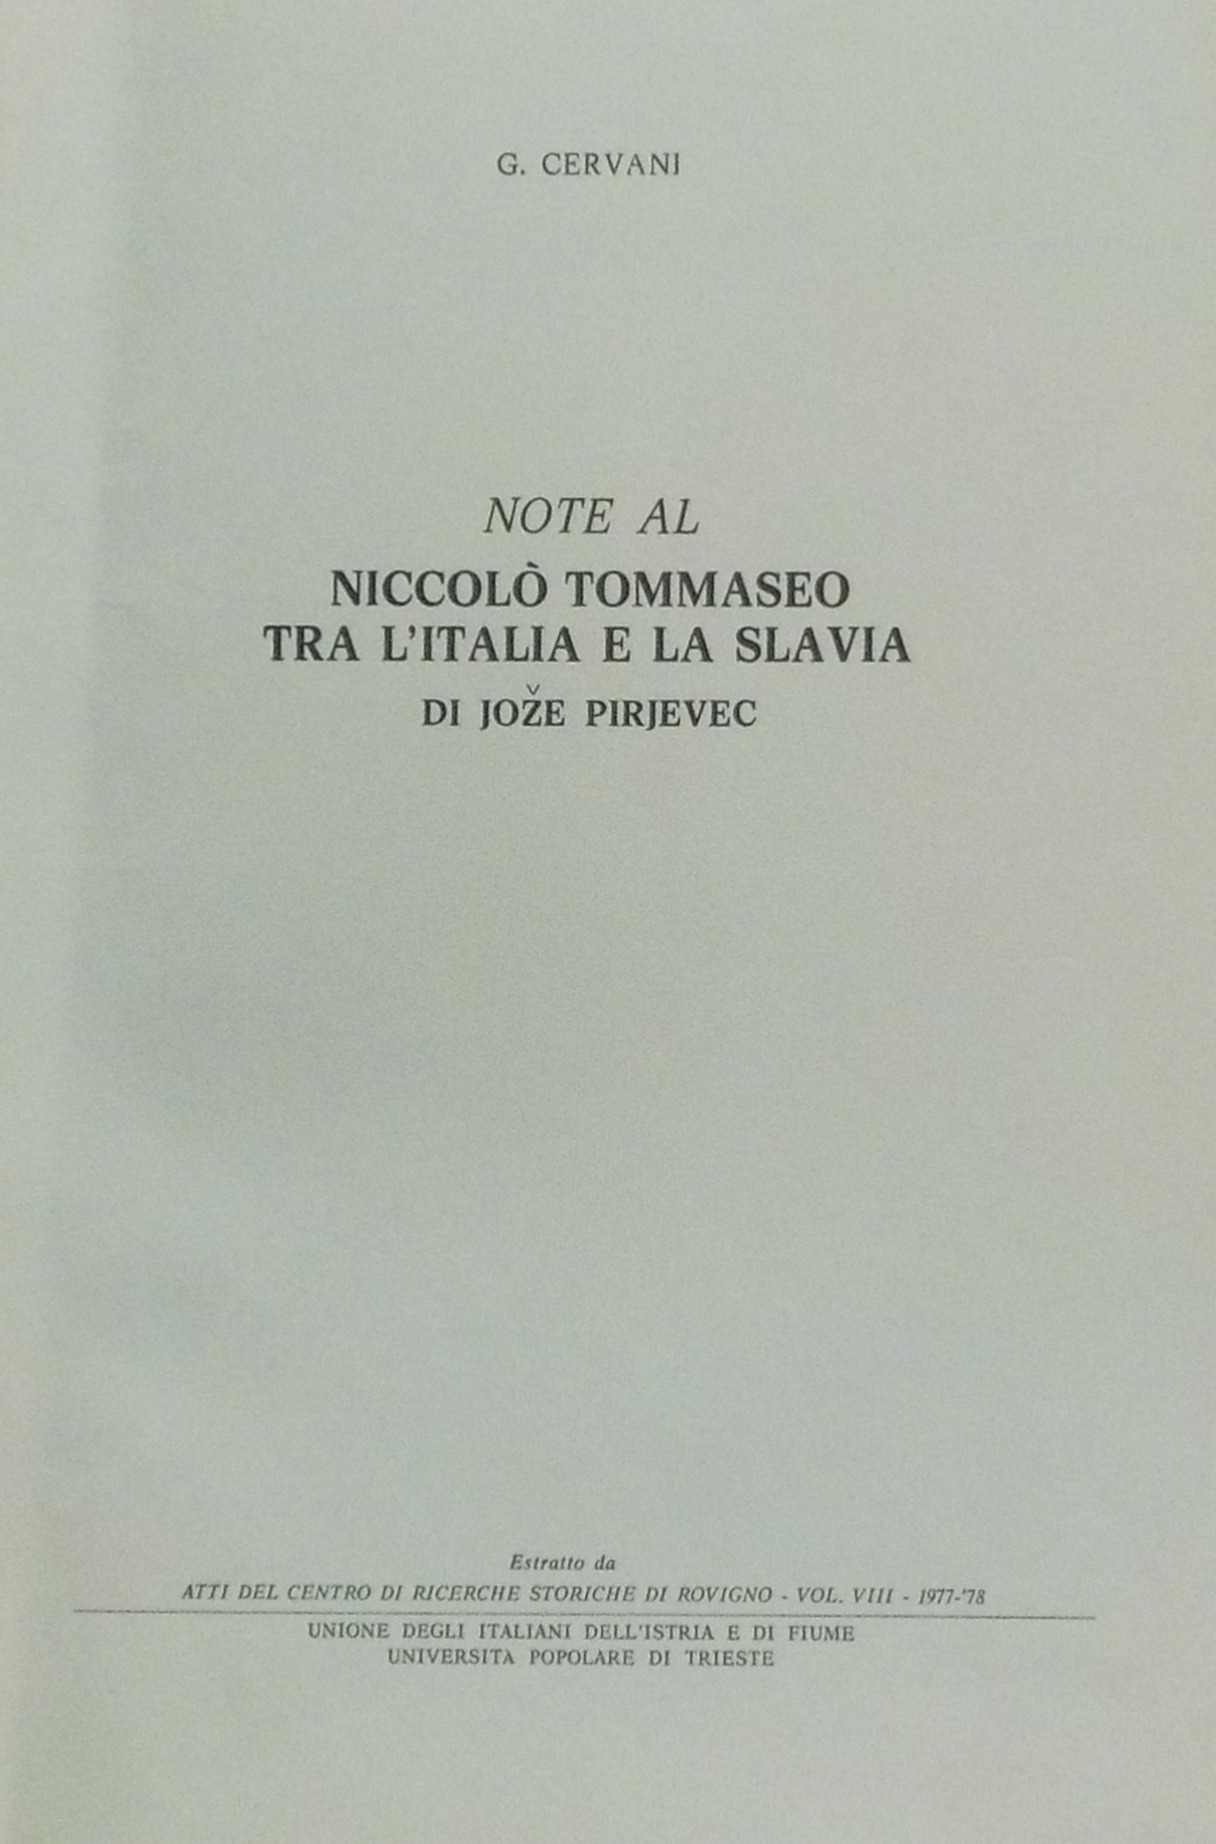 G. CERVANI
NOTE AL
NICCOLÒ TOMMASEO
TRA L'ITALIA E LA SLAVIA
DI JOŽE PIRJEVEC
Estratto da
ATTI DEL CENTRO DI RICERCHE STORICHE DI ROVIGNO - VOL. VIII - 1977-'78
UNIONE DEGLI ITALIANI DELL'ISTRIA E DI FIUME
UNIVERSITA POPOLARE DI TRIESTE